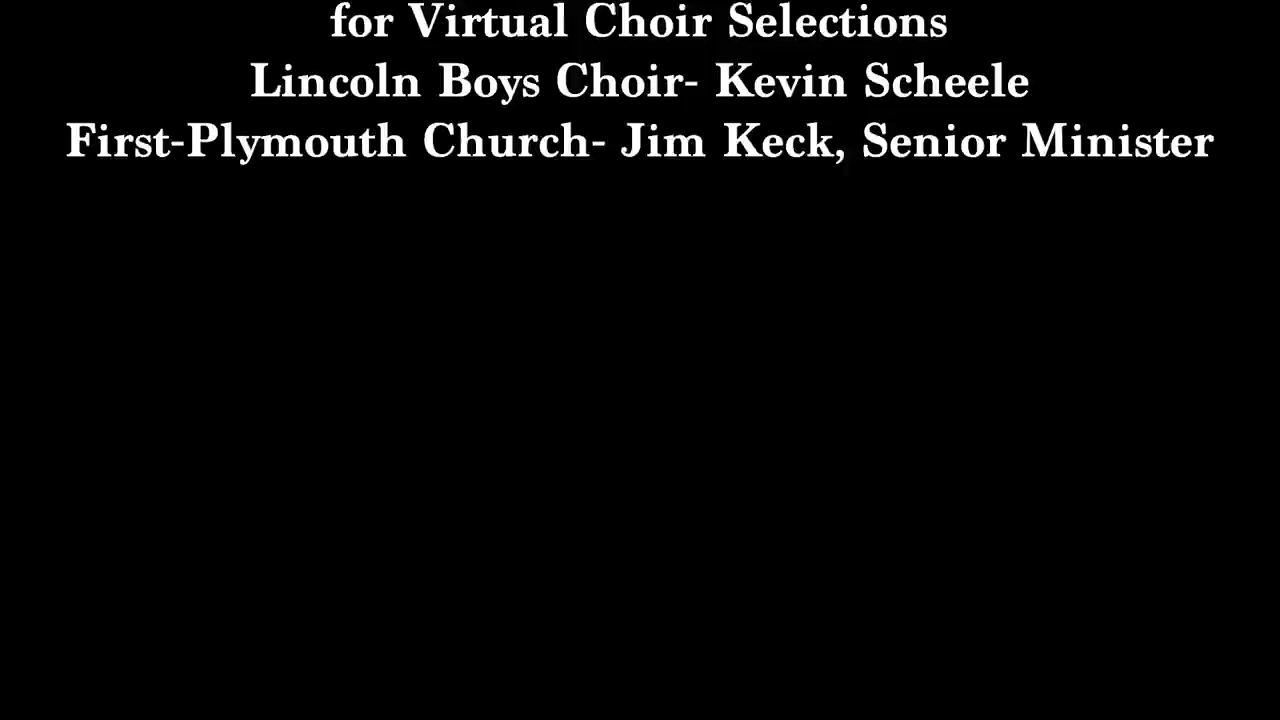 for Virtual Choir Selections
Lincoln Boys Choir- Kevin Scheele
First-Plymouth Church- Jim Keck, Senior Minister